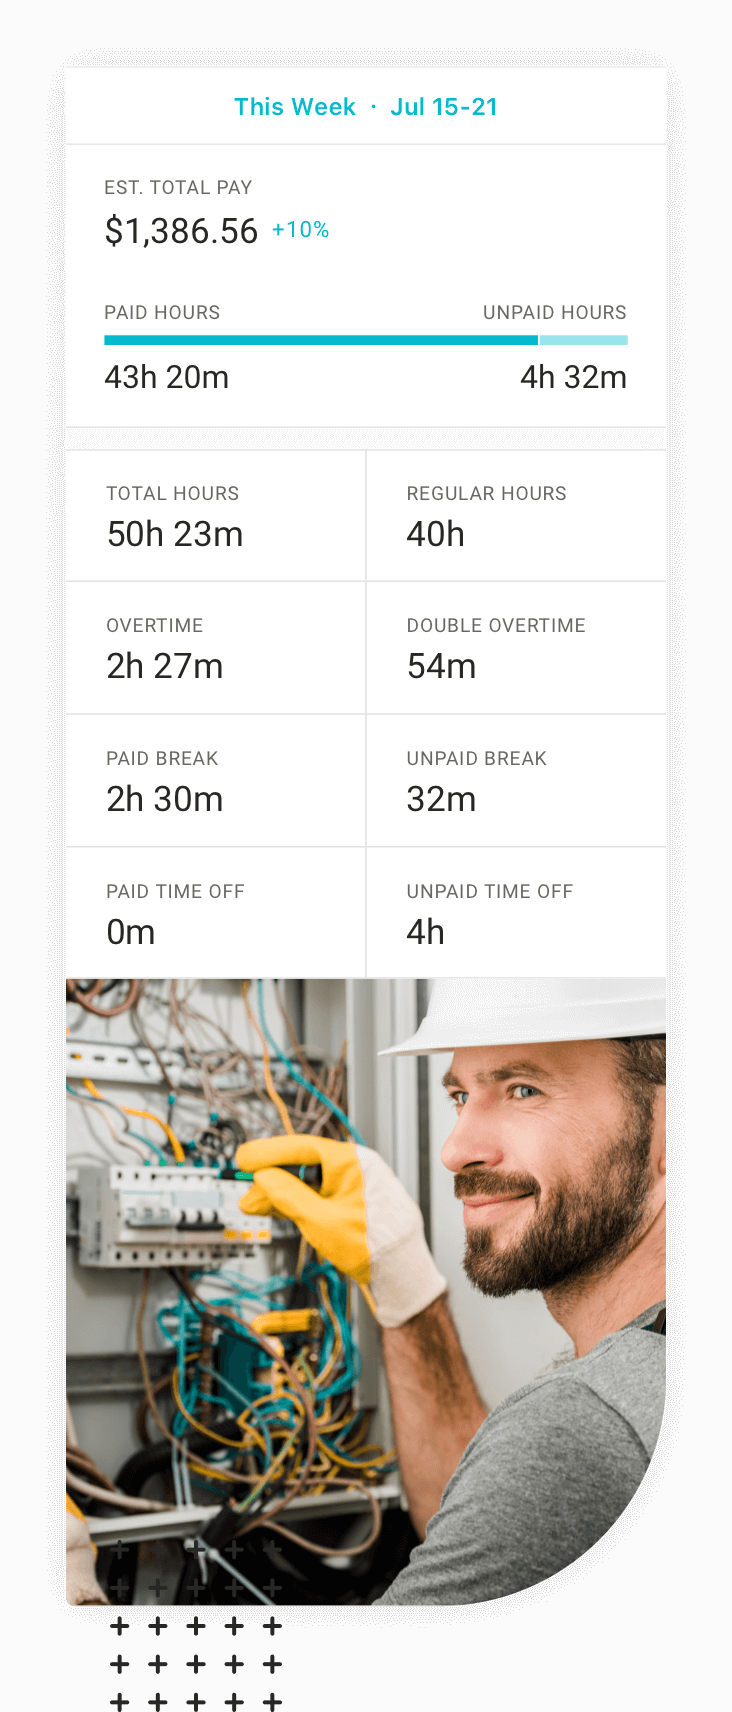 This Week · Jul 15-21
EST. TOTAL PAY
$1,386.56 +10%
PAID HOURS UNPAID HOURS
43h 20m 4h 32m
TOTAL HOURS REGULAR HOURS
50h 23m 40h
OVERTIME DOUBLE OVERTIME
2h 27m 54m
PAID BREAK UNPAID BREAK
2h 30m 32m
PAID TIME OFF UNPAID TIME OFF
0m 4h